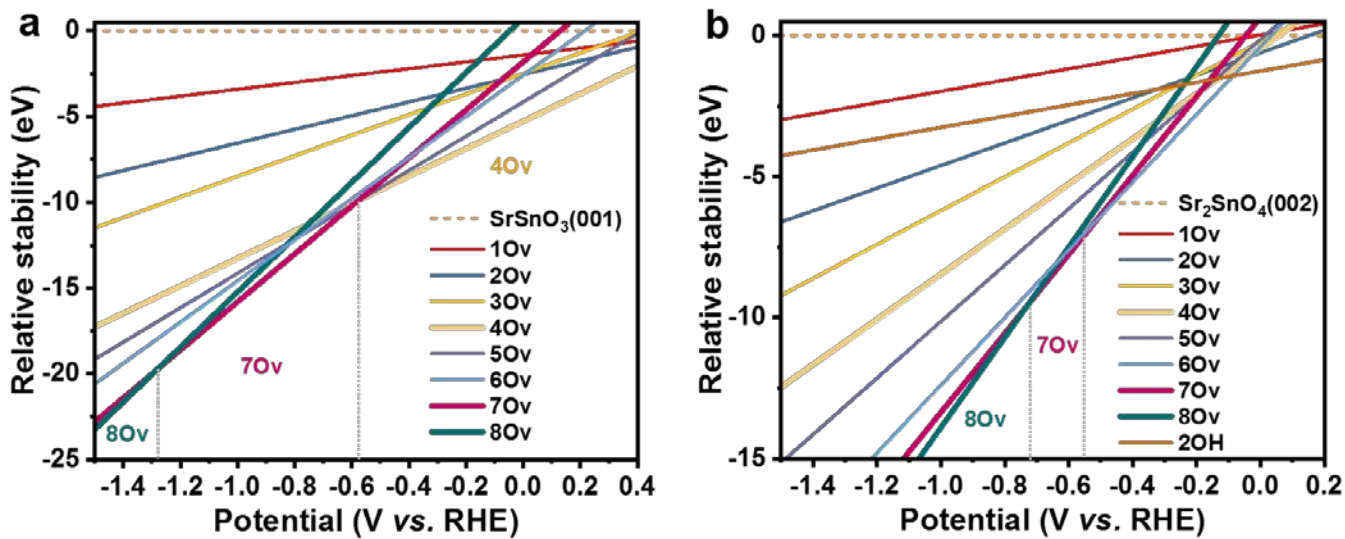 a
Relative stability (eV)
0
-5
-10
-15
-20
-25
4Ov
7Ov
8Ov
SrSnO₃(001)
1Ov
2Ov
3Ov
4Ov
5Ov
6Ov
7Ov
8Ov
-1.4 -1.2 -1.0 -0.8 -0.6 -0.4 -0.2 0.0 0.2 0.4
Potential (V vs. RHE)
b
Relative stability (eV)
0
-5
-10
-15
7Ov
8Ov
Sr₂SnO₄(002)
1Ov
2Ov
3Ov
4Ov
5Ov
6Ov
7Ov
8Ov
2OH
-1.4 -1.2 -1.0 -0.8 -0.6 -0.4 -0.2 0.0 0.2
Potential (V vs. RHE)